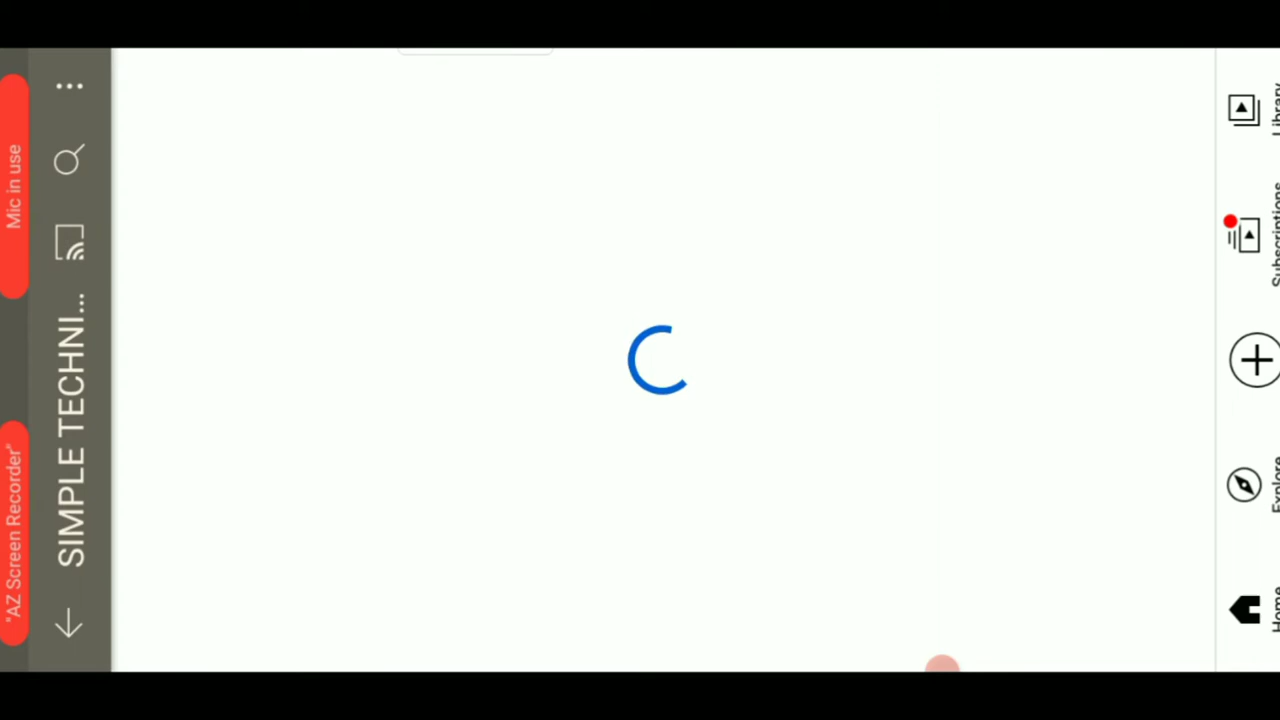 "AZ Screen Recorder"
Mic in use
SIMPLE TECHNI...
Home
Explore
Subscriptions
Library